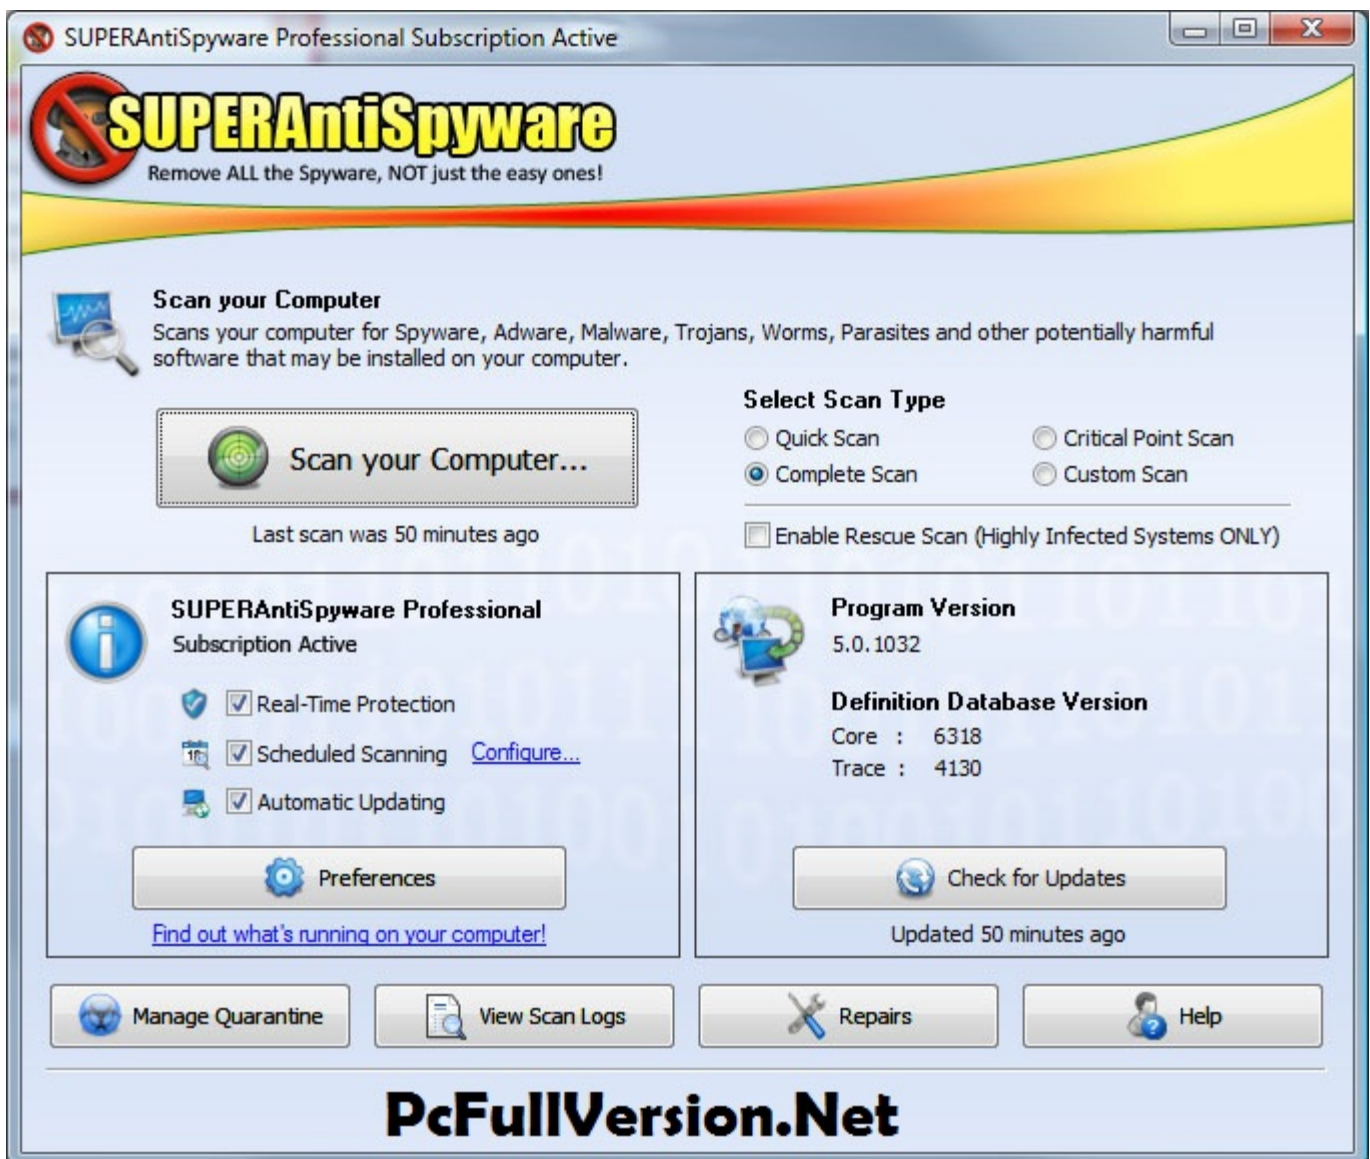 SUPERAntiSpyware Professional Subscription Active
SUPERAntiSpyware
Remove ALL the Spyware, NOT just the easy ones!
Scan your Computer
Scans your computer for Spyware, Adware, Malware, Trojans, Worms, Parasites and other potentially harmful
software that may be installed on your computer.
Scan your Computer...
Last scan was 50 minutes ago
Select Scan Type
Quick Scan
Critical Point Scan
Complete Scan
Custom Scan
Enable Rescue Scan (Highly Infected Systems ONLY)
SUPERAntiSpyware Professional
Subscription Active
Real-Time Protection
Scheduled Scanning Configure...
Automatic Updating
Preferences
Find out what's running on your computer!
Program Version
5.0.1032
Definition Database Version
Core : 6318
Trace : 4130
Check for Updates
Updated 50 minutes ago
Manage Quarantine
View Scan Logs
Repairs
Help
PcFullVersion.Net